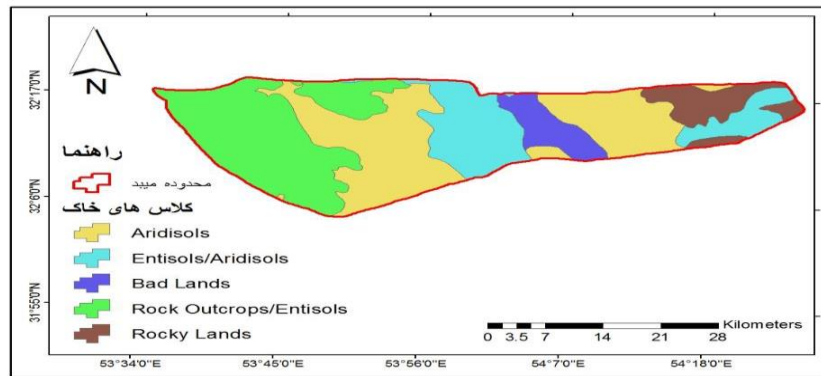 N
32°17'0"N
32°6'0"N
31°55'0"N
راهنما
محدوده میبد
کلاس های خاک
Aridisols
Entisols/Aridisols
Bad Lands
Rock Outcrops/Entisols
Rocky Lands
Kilometers
0 3.5 7 14 21 28
53°34'0"E 53°45'0"E 53°56'0"E 54°7'0"E 54°18'0"E